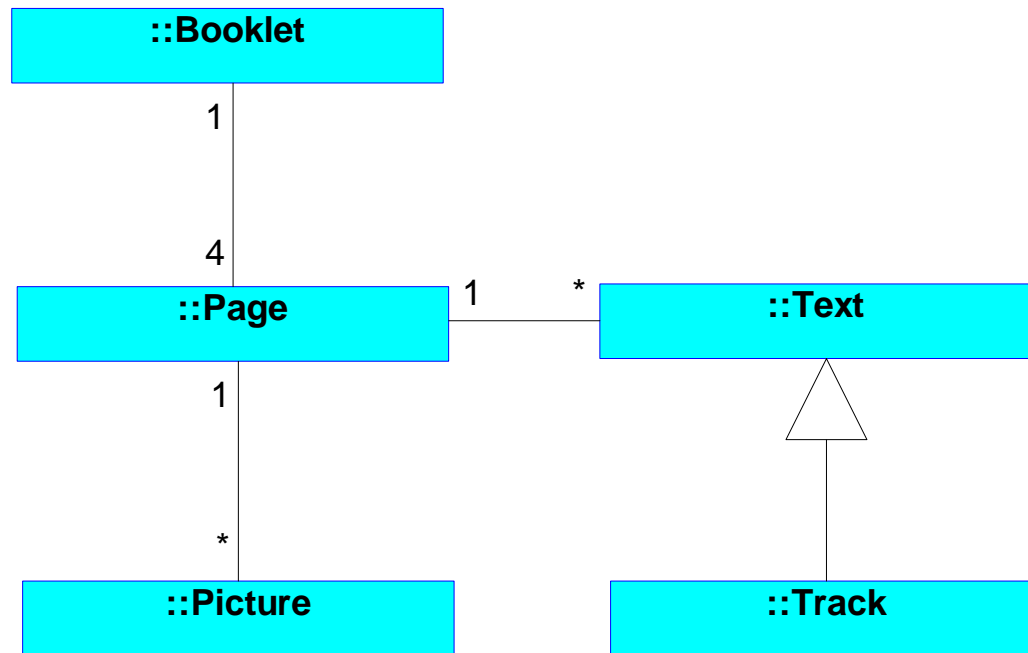 ::Booklet
1
4
::Page
1
*
::Text
1
*
::Picture
::Track